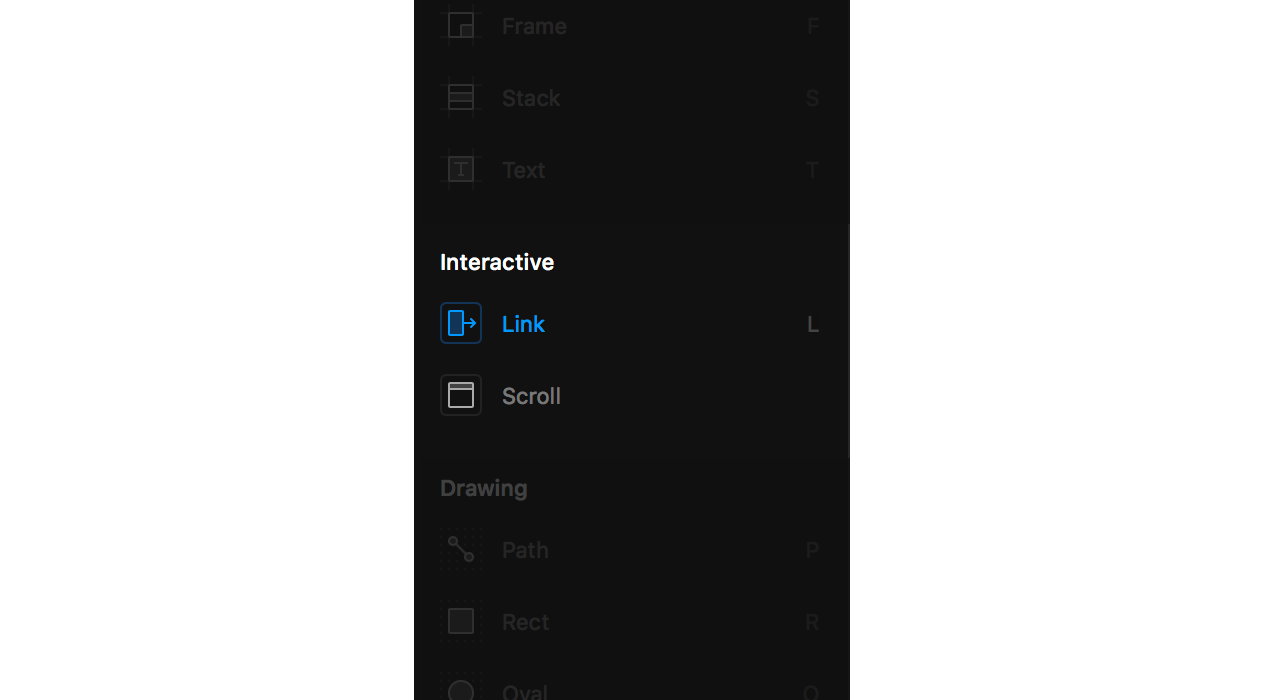 Frame F
Stack S
Text T
Interactive
Link L
Scroll
Drawing
Path P
Rect R
Oval O